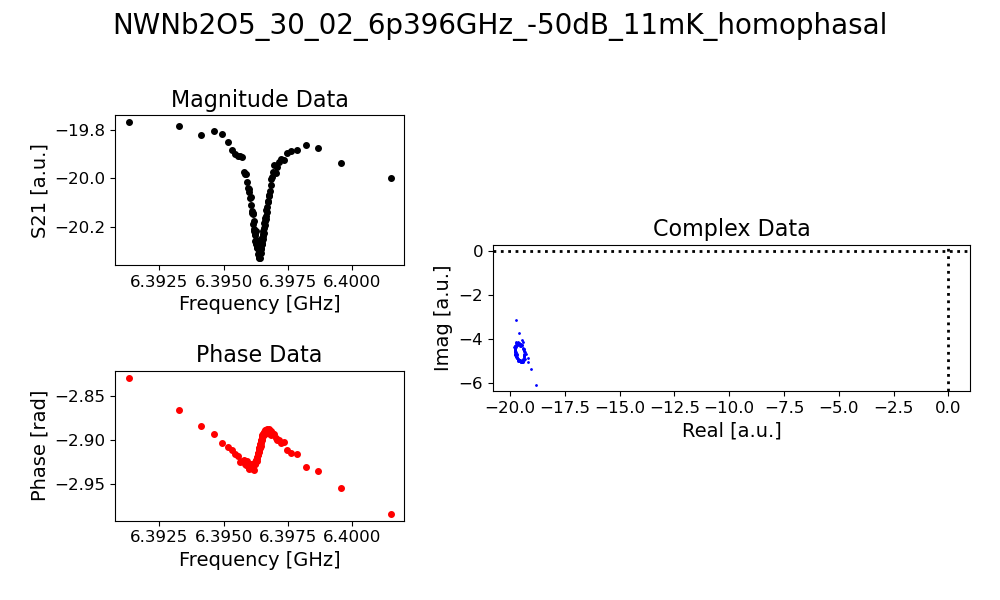 NWNb2O5_30_02_6p396GHz_-50dB_11mK_homophasal
Magnitude Data
−19.8
−20.0
−20.2
S21 [a.u.]
6.3925 6.3950 6.3975 6.4000
Frequency [GHz]
Phase Data
−2.85
−2.90
−2.95
Phase [rad]
6.3925 6.3950 6.3975 6.4000
Frequency [GHz]
Complex Data
0
−2
−4
−6
Imag [a.u.]
−20.0 −17.5 −15.0 −12.5 −10.0 −7.5 −5.0 −2.5 0.0
Real [a.u.]